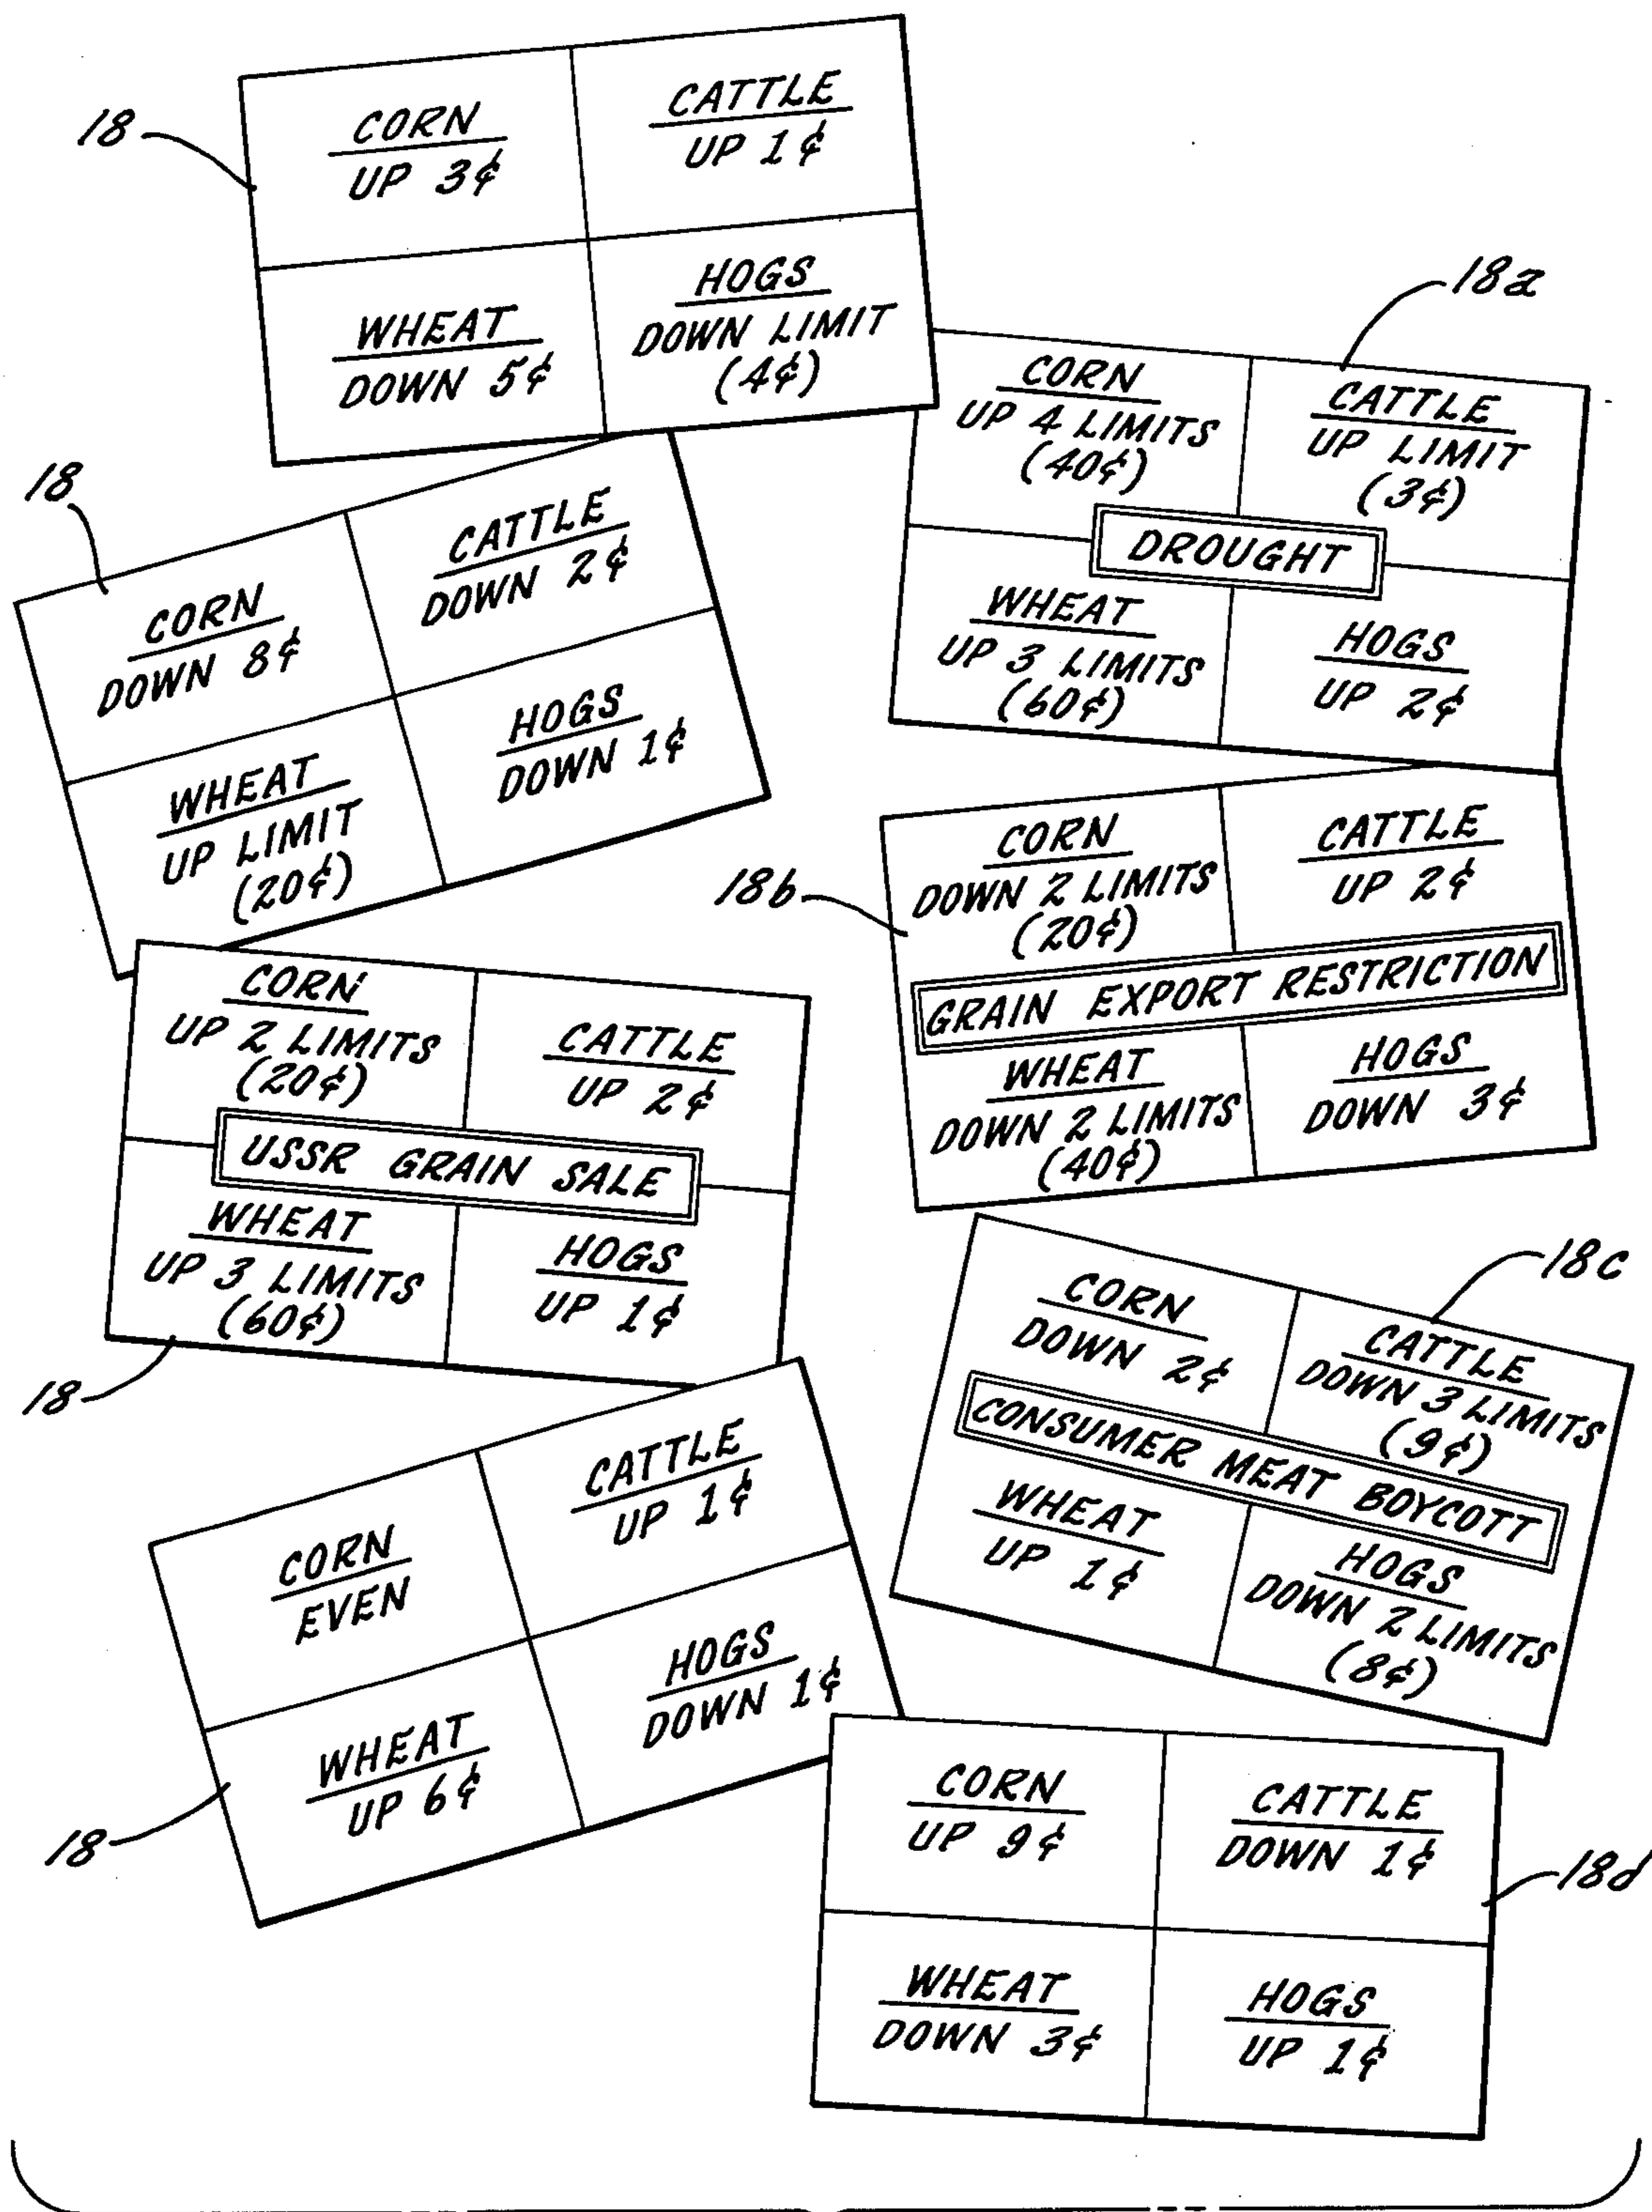 18
CORN
UP 3¢
CATTLE
UP 1¢
WHEAT
DOWN 5¢
HOGS
DOWN LIMIT
(4¢)
18a
CORN
UP 4 LIMITS
(40¢)
CATTLE
UP LIMIT
(3¢)
DROUGHT
WHEAT
UP 3 LIMITS
(60¢)
HOGS
UP 2¢
18
CORN
DOWN 8¢
CATTLE
DOWN 2¢
WHEAT
UP LIMIT
(20¢)
HOGS
DOWN 1¢
18b
CORN
DOWN 2 LIMITS
(20¢)
CATTLE
UP 2¢
GRAIN EXPORT RESTRICTION
WHEAT
DOWN 2 LIMITS
(40¢)
HOGS
DOWN 3¢
CORN
UP 2 LIMITS
(20¢)
CATTLE
UP 2¢
USSR GRAIN SALE
WHEAT
UP 3 LIMITS
(60¢)
HOGS
UP 1¢
18
18c
CORN
DOWN 2¢
CATTLE
DOWN 3 LIMITS
(9¢)
CONSUMER MEAT BOYCOTT
WHEAT
UP 1¢
HOGS
DOWN 2 LIMITS
(8¢)
CORN
EVEN
CATTLE
UP 1¢
WHEAT
UP 6¢
HOGS
DOWN 1¢
18
CORN
UP 9¢
CATTLE
DOWN 1¢
18d
WHEAT
DOWN 3¢
HOGS
UP 1¢